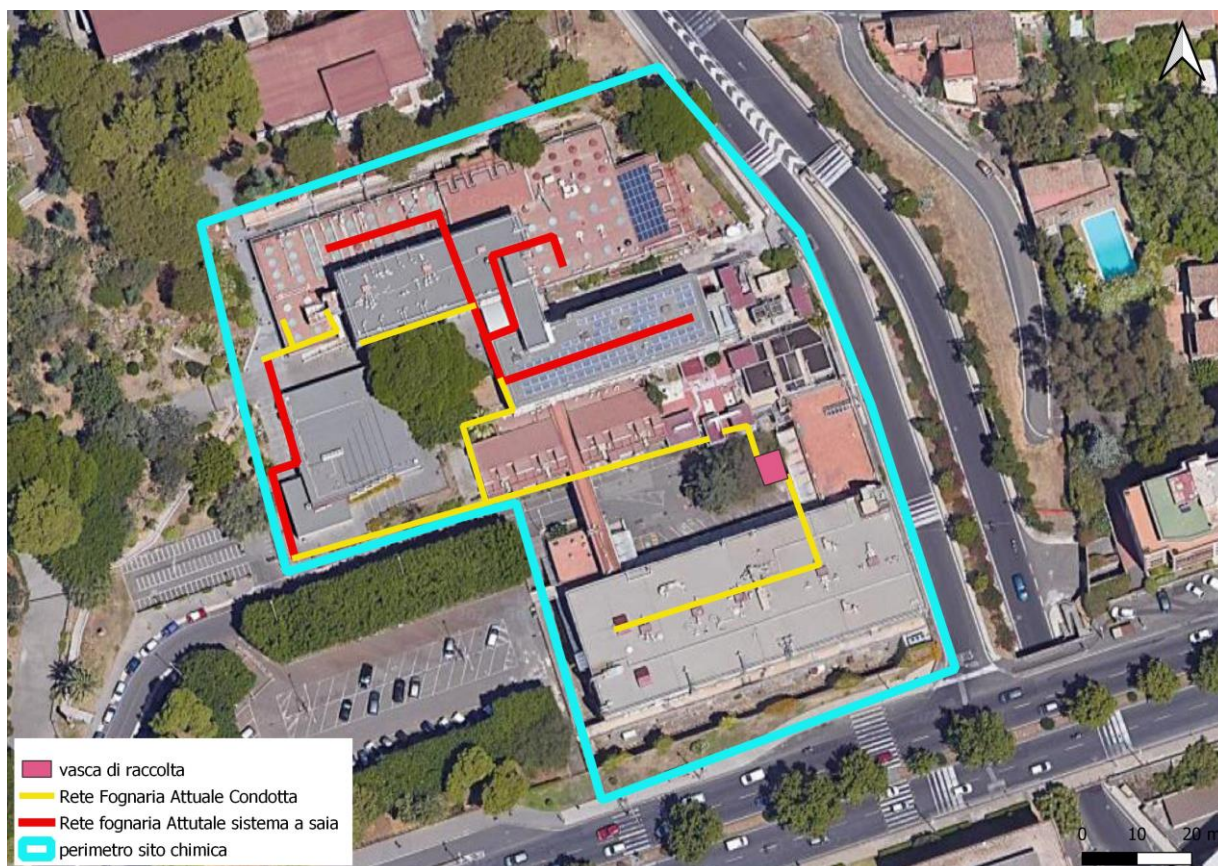 vasca di raccolta
Rete Fognaria Attuale Condotta
Rete fognaria Attutale sistema a saia
perimetro sito chimica
0 10 20 m